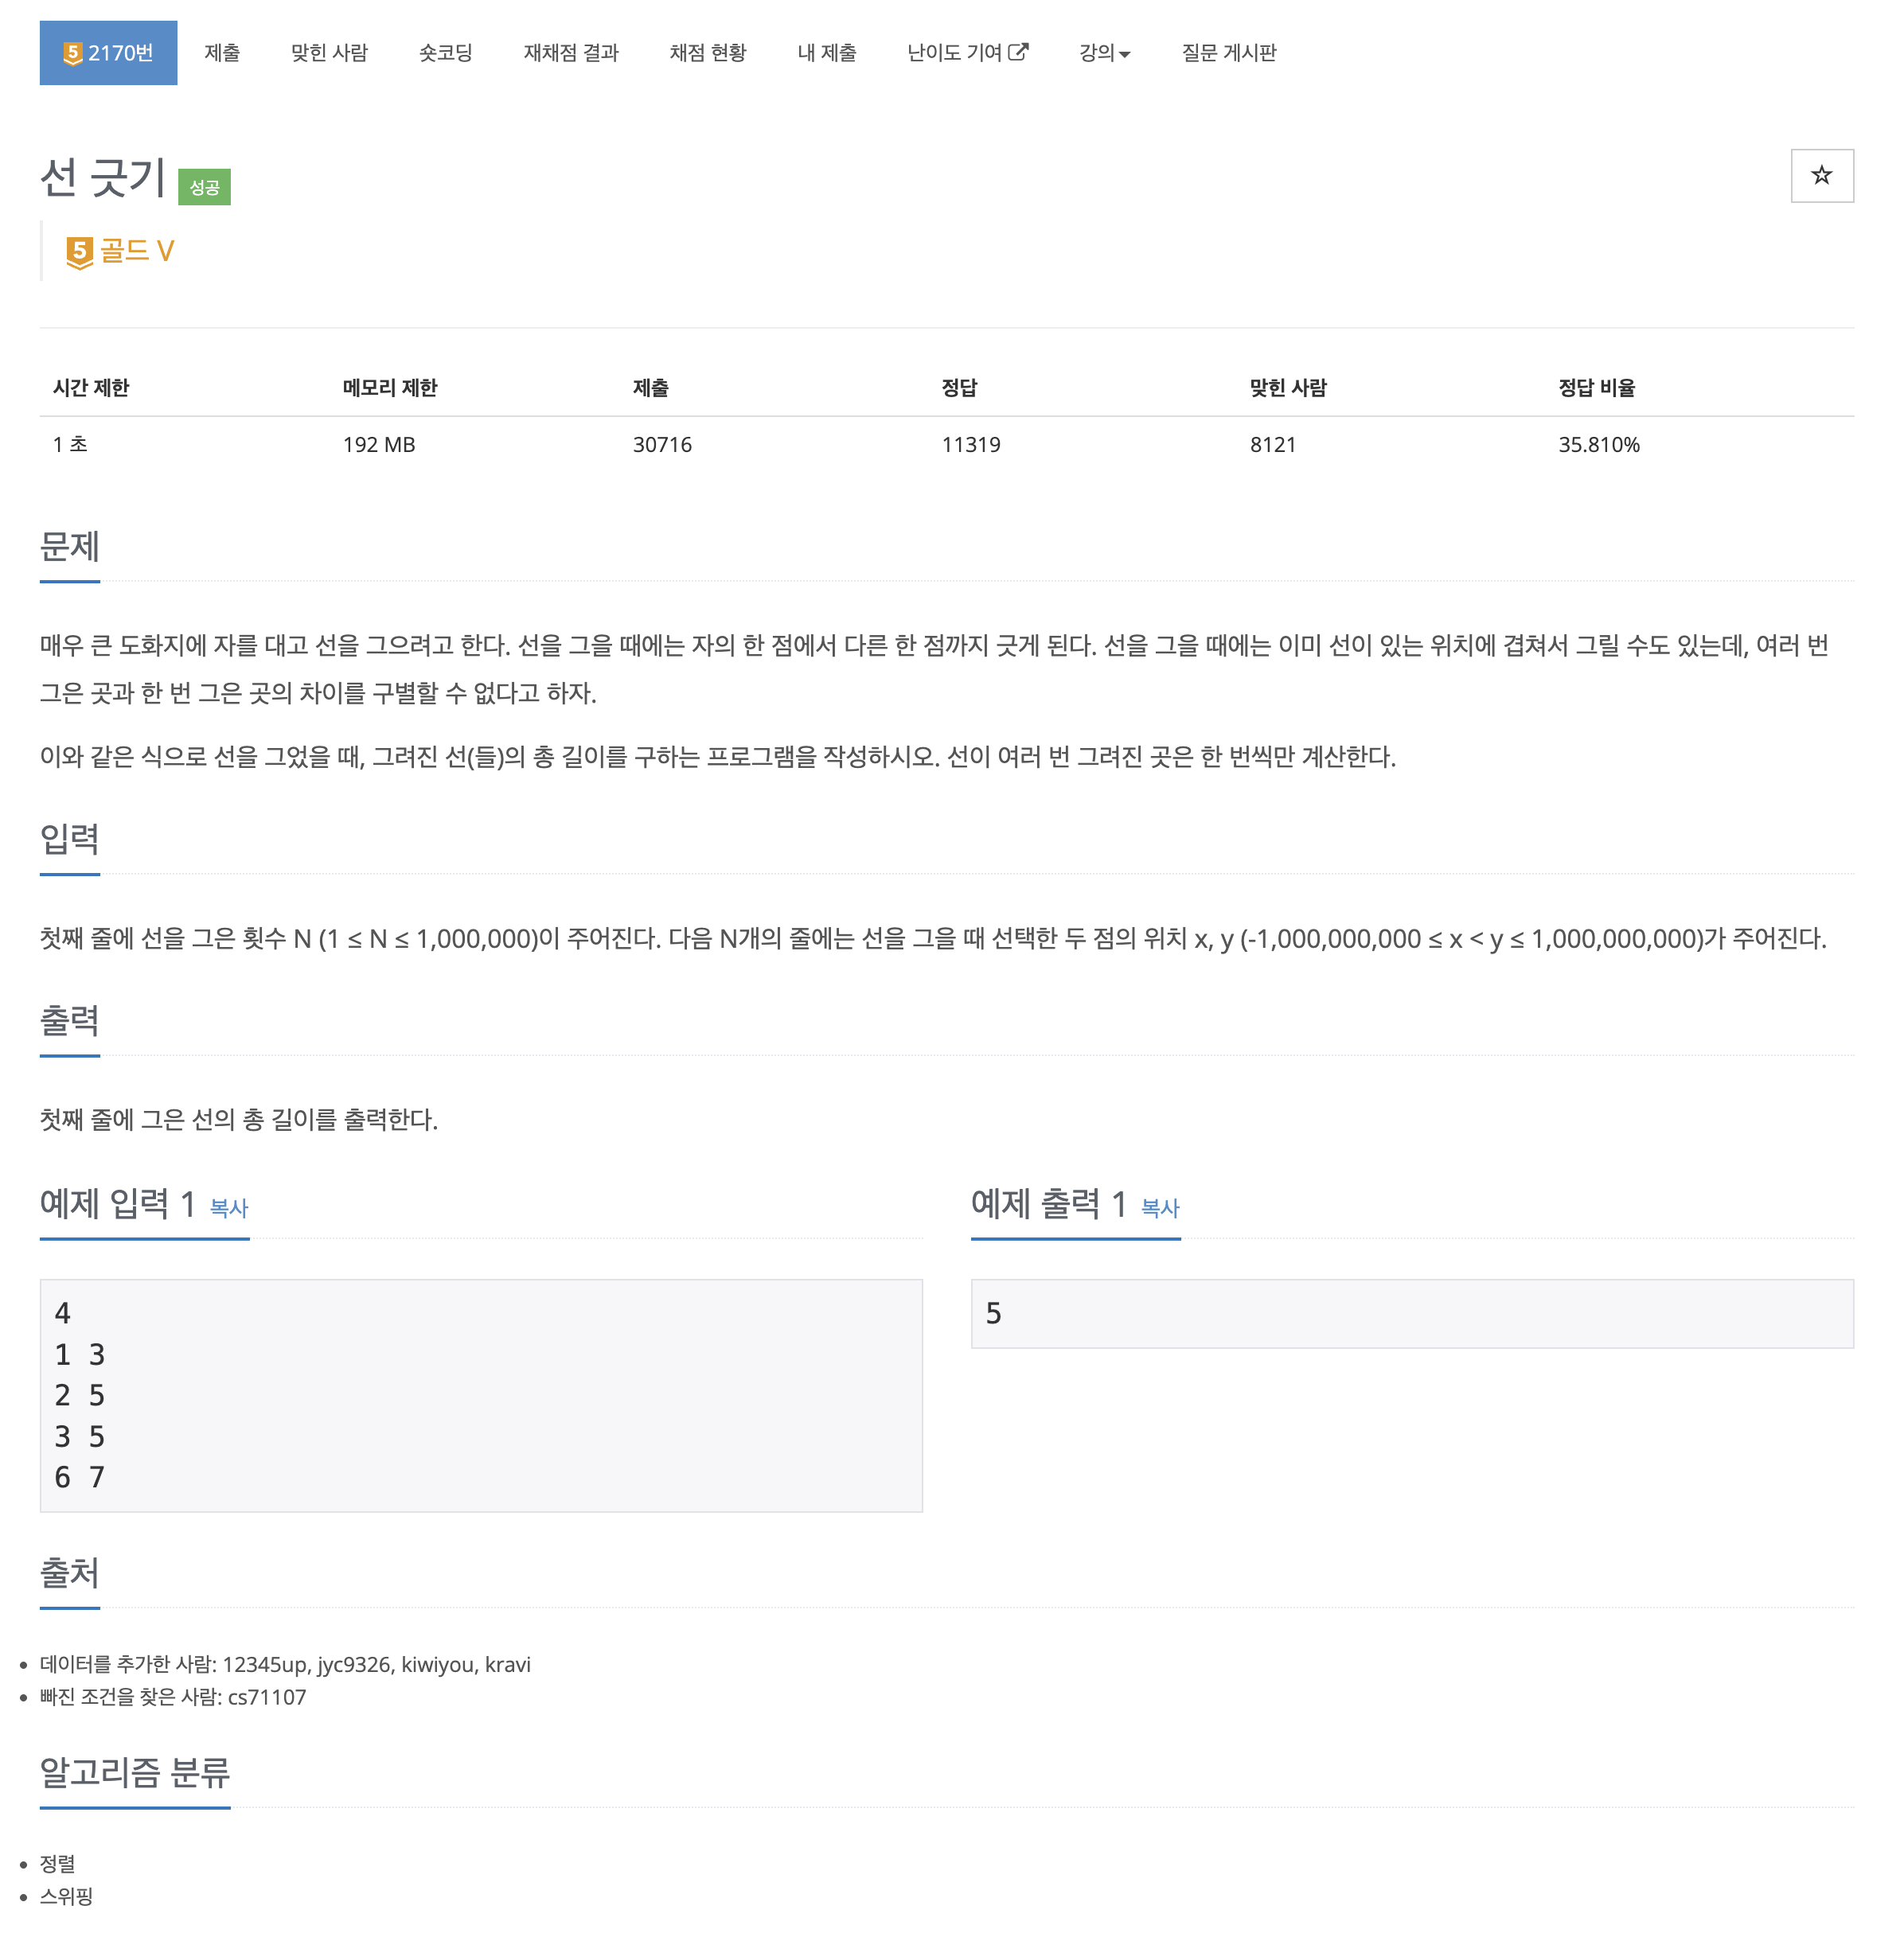 5 2170번 제출 맞힌 사람 숏코딩 재채점 결과 채점 현황 내 제출 난이도 기여 강의 질문 게시판
선 긋기 성공
5 골드 V
시간 제한 메모리 제한 제출 정답 맞힌 사람 정답 비율
1 초 192 MB 30716 11319 8121 35.810%
문제
매우 큰 도화지에 자를 대고 선을 그으려고 한다. 선을 그을 때에는 자의 한 점에서 다른 한 점까지 긋게 된다. 선을 그을 때에는 이미 선이 있는 위치에 겹쳐서 그릴 수도 있는데, 여러 번
그은 곳과 한 번 그은 곳의 차이를 구별할 수 없다고 하자.
이와 같은 식으로 선을 그었을 때, 그려진 선(들)의 총 길이를 구하는 프로그램을 작성하시오. 선이 여러 번 그려진 곳은 한 번씩만 계산한다.
입력
첫째 줄에 선을 그은 횟수 N (1 ≤ N ≤ 1,000,000)이 주어진다. 다음 N개의 줄에는 선을 그을 때 선택한 두 점의 위치 x, y (-1,000,000,000 ≤ x < y ≤ 1,000,000,000)가 주어진다.
출력
첫째 줄에 그은 선의 총 길이를 출력한다.
예제 입력 1 복사
4
1 3
2 5
3 5
6 7
예제 출력 1 복사
5
출처
데이터를 추가한 사람: 12345up, jyc9326, kiwiyou, kravi
빠진 조건을 찾은 사람: cs71107
알고리즘 분류
정렬
스위핑